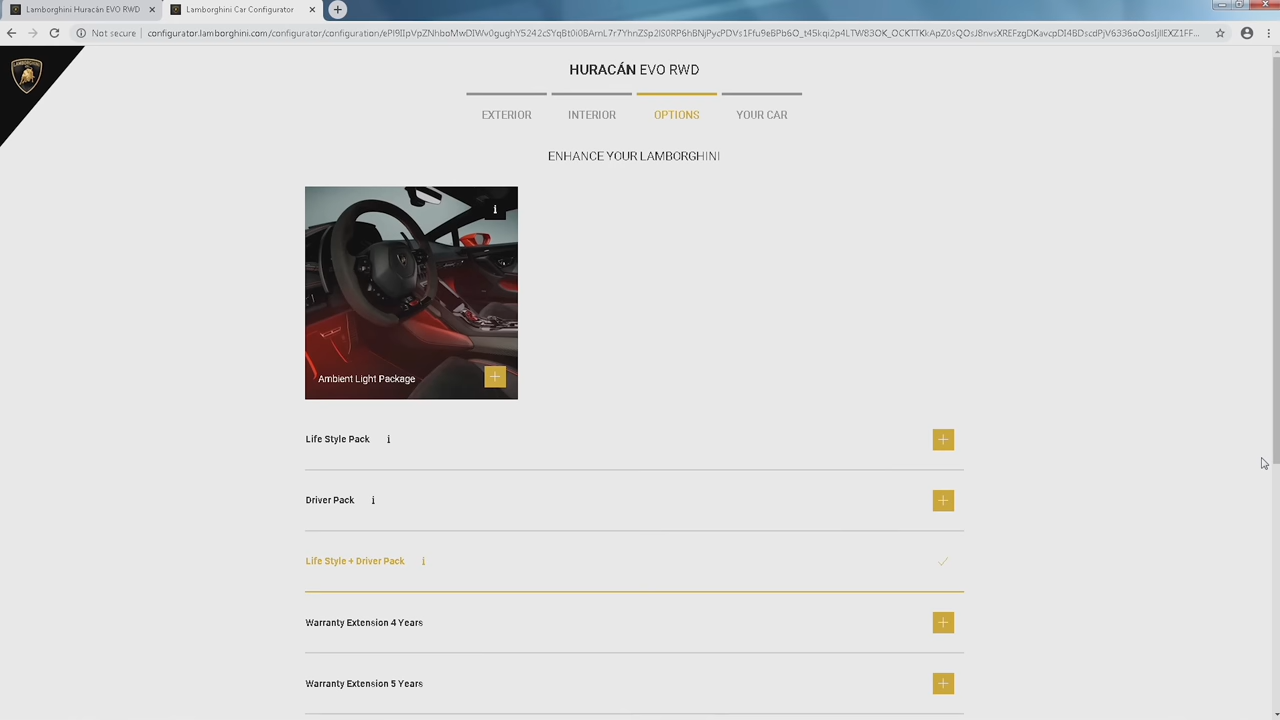 Lamborghini Huracán EVO RWD
Lamborghini Car Configurator
Not secure
HURACÁN EVO RWD
EXTERIOR
INTERIOR
OPTIONS
YOUR CAR
ENHANCE YOUR LAMBORGHINI
i
Ambient Light Package
Life Style Pack i
Driver Pack i
Life Style + Driver Pack i
Warranty Extension 4 Years
Warranty Extension 5 Years